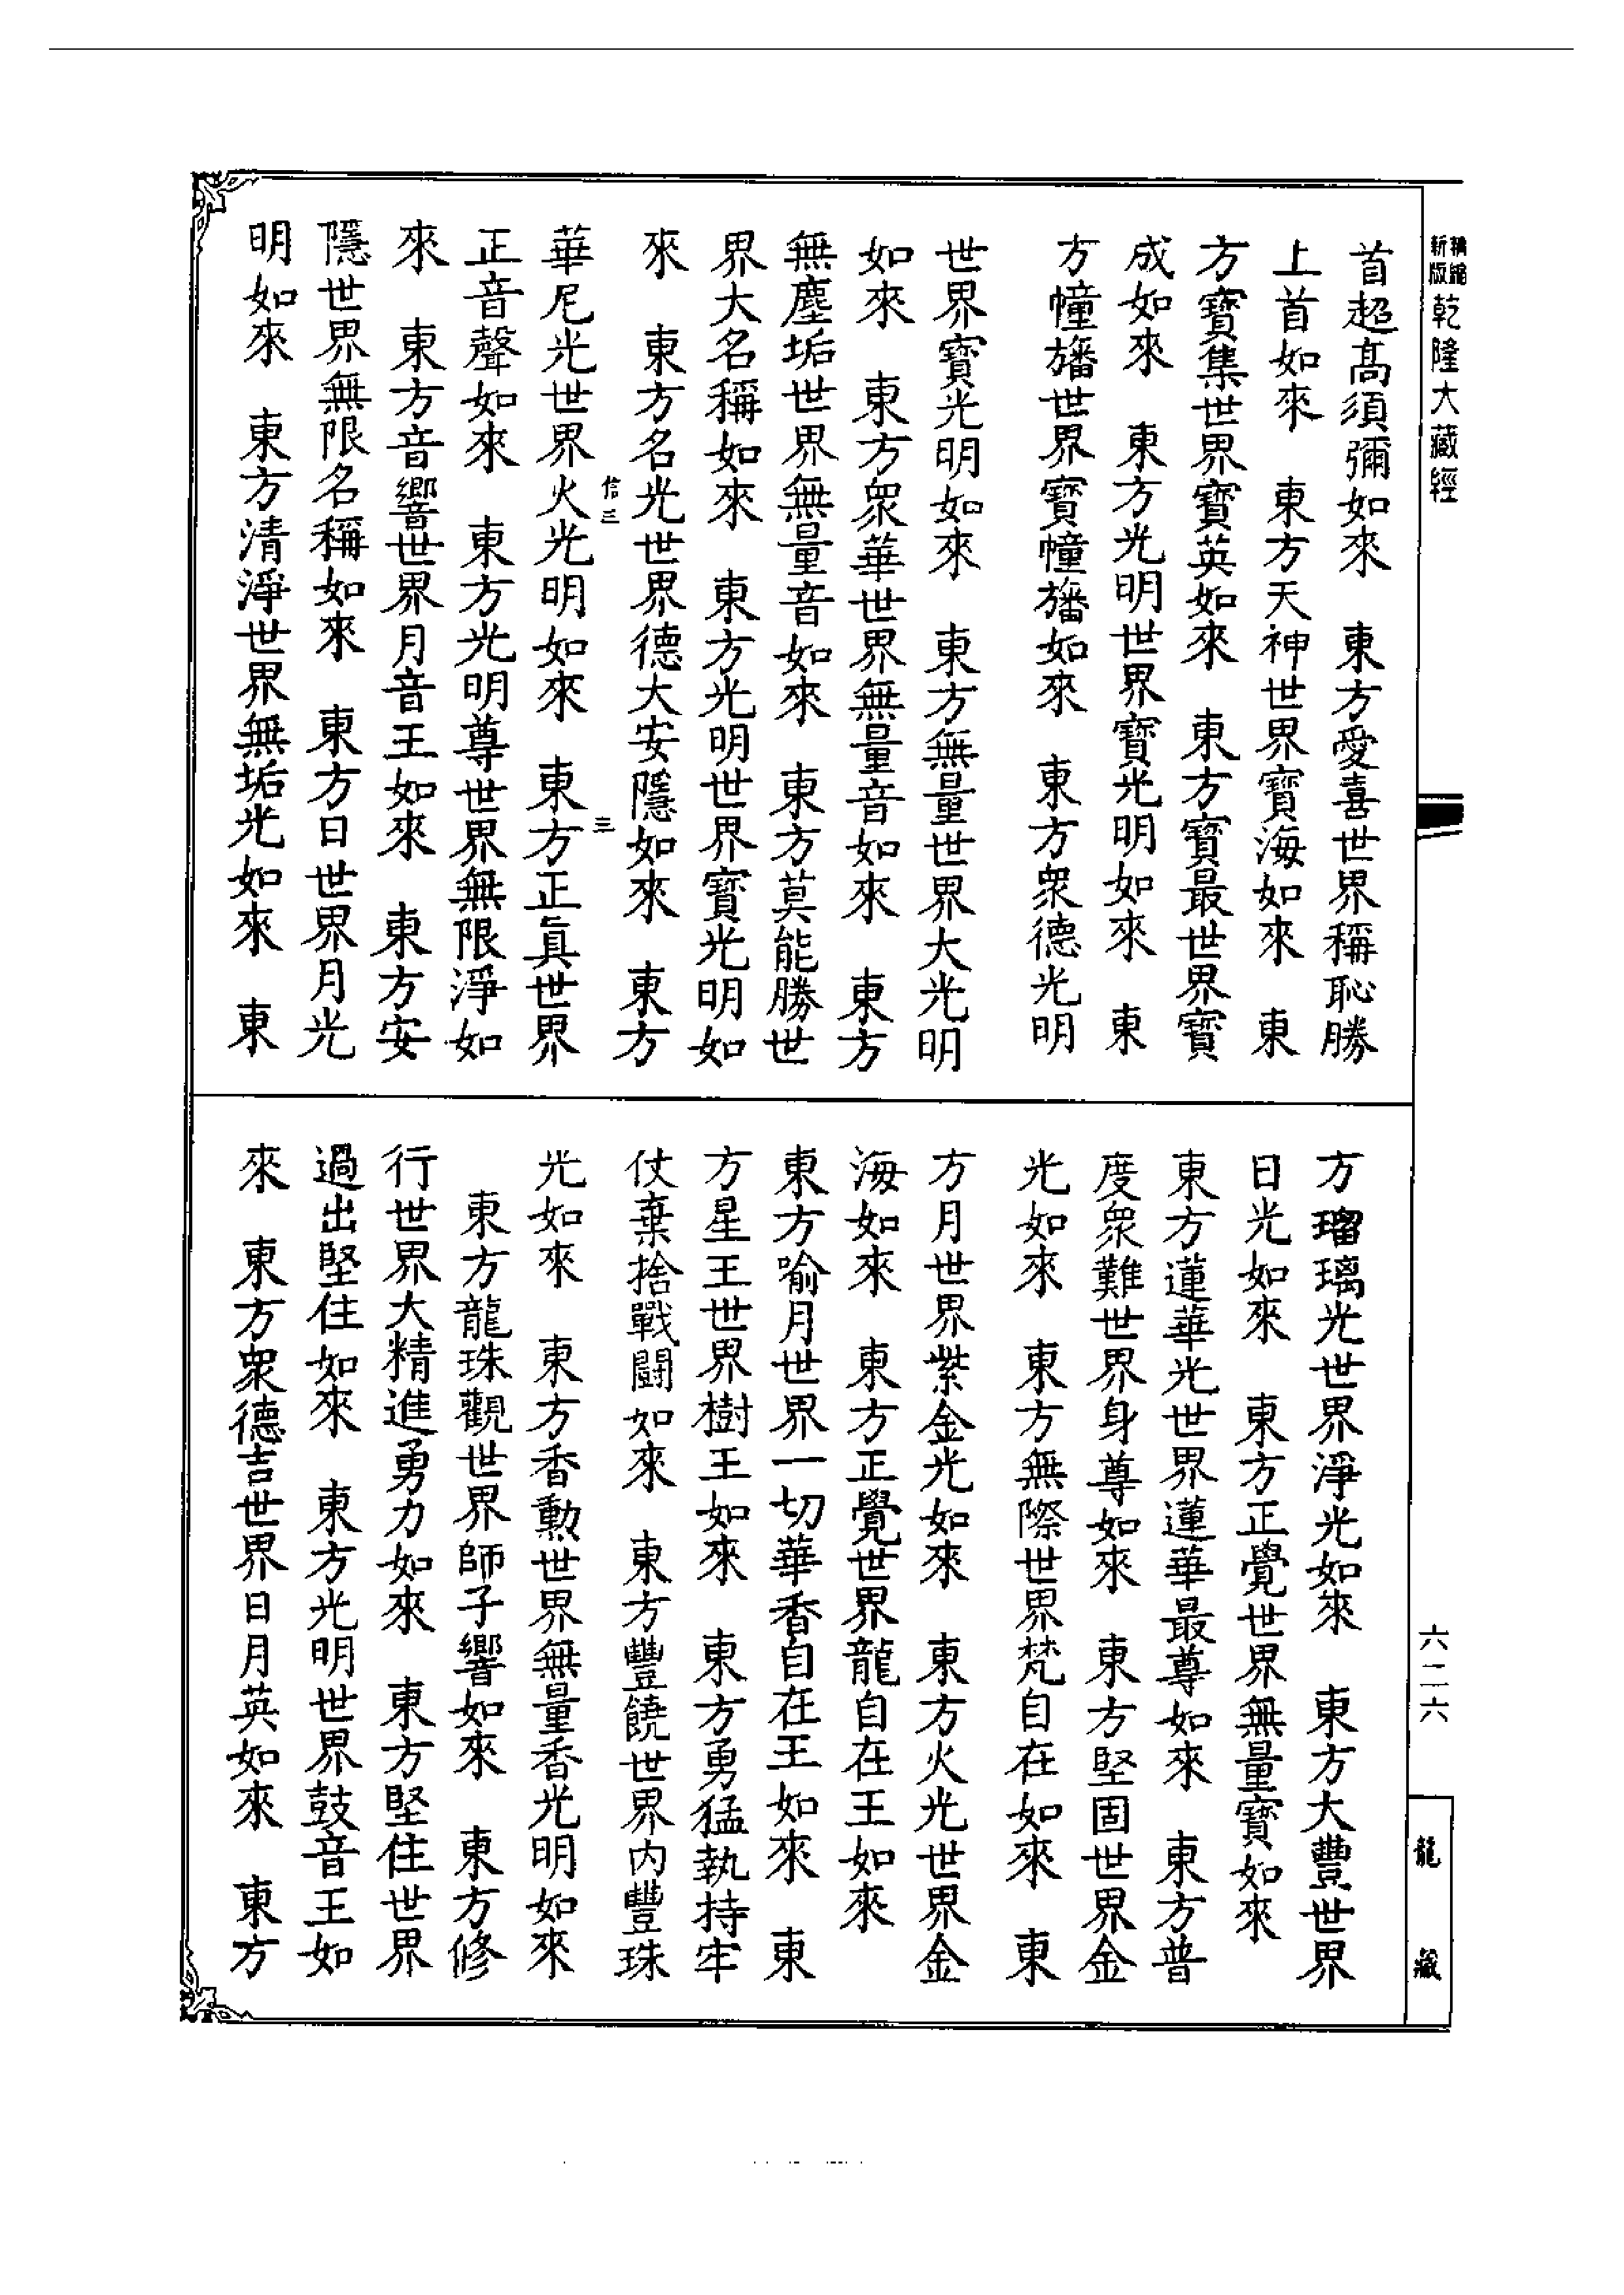 新版精縮乾隆大藏經
首超高須彌如來　東方愛喜世界稱恥勝
上首如來　東方天神世界寶海如來　東
方寶集世界寶英如來　東方寶最世界寶
成如來　東方光明世界寶光明如來　東
方幢旛世界寶幢旛如來　東方眾德光明
世界寶光明如來　東方無量世界大光明
如來　東方眾華世界無量音如來　東方
無塵垢世界無量音如來　東方莫能勝世
界大名稱如來　東方光明世界寶光明如
來　東方名光世界德大安隱如來　東方
信三　三
華尼光世界火光明如來　東方正真世界
正音聲如來　東方光明尊世界無限淨如
來　東方音響世界月音王如來　東方安
隱世界無限名稱如來　東方日世界月光
明如來　東方清淨世界無垢光如來　東
方瑠璃光世界淨光如來　東方大豐世界
日光如來　東方正覺世界無量寶如來
東方蓮華光世界蓮華最尊如來　東方普
度眾難世界身尊如來　東方堅固世界金
光如來　東方無際世界梵自在如來　東
方月世界紫金光如來　東方火光世界金
海如來　東方正覺世界龍自在王如來
東方喻月世界一切華香自在王如來　東
方星王世界樹王如來　東方勇猛執持牢
仗棄捨戰鬪如來　東方豐饒世界內豐珠
光如來　東方香勳世界無量香光明如來
　東方龍珠觀世界師子響如來　東方修
行世界大精進勇力如來　東方堅住世界
過出堅住如來　東方光明世界鼓音王如
來　東方眾德吉世界日月英如來　東方
六二六
龍藏